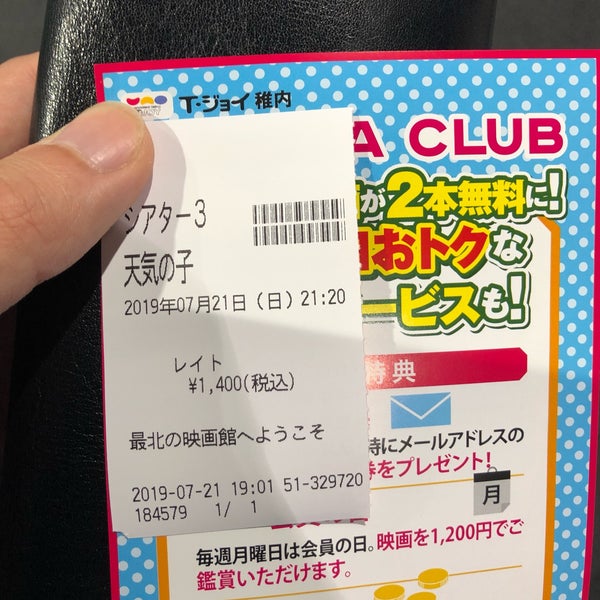 T・ジョイ 稚内
A CLUB
が2本無料に!
おトクな
ービスも!
特典
時にメールアドレスの
券をプレゼント!
月
毎週月曜日は会員の日。映画を1,200円でご
鑑賞いただけます。
シアター3
天気の子
2019年07月21日 (日) 21:20
レイト
¥1,400(税込)
最北の映画館へようこそ
2019-07-21 19:01 51-329720
184579 1/ 1